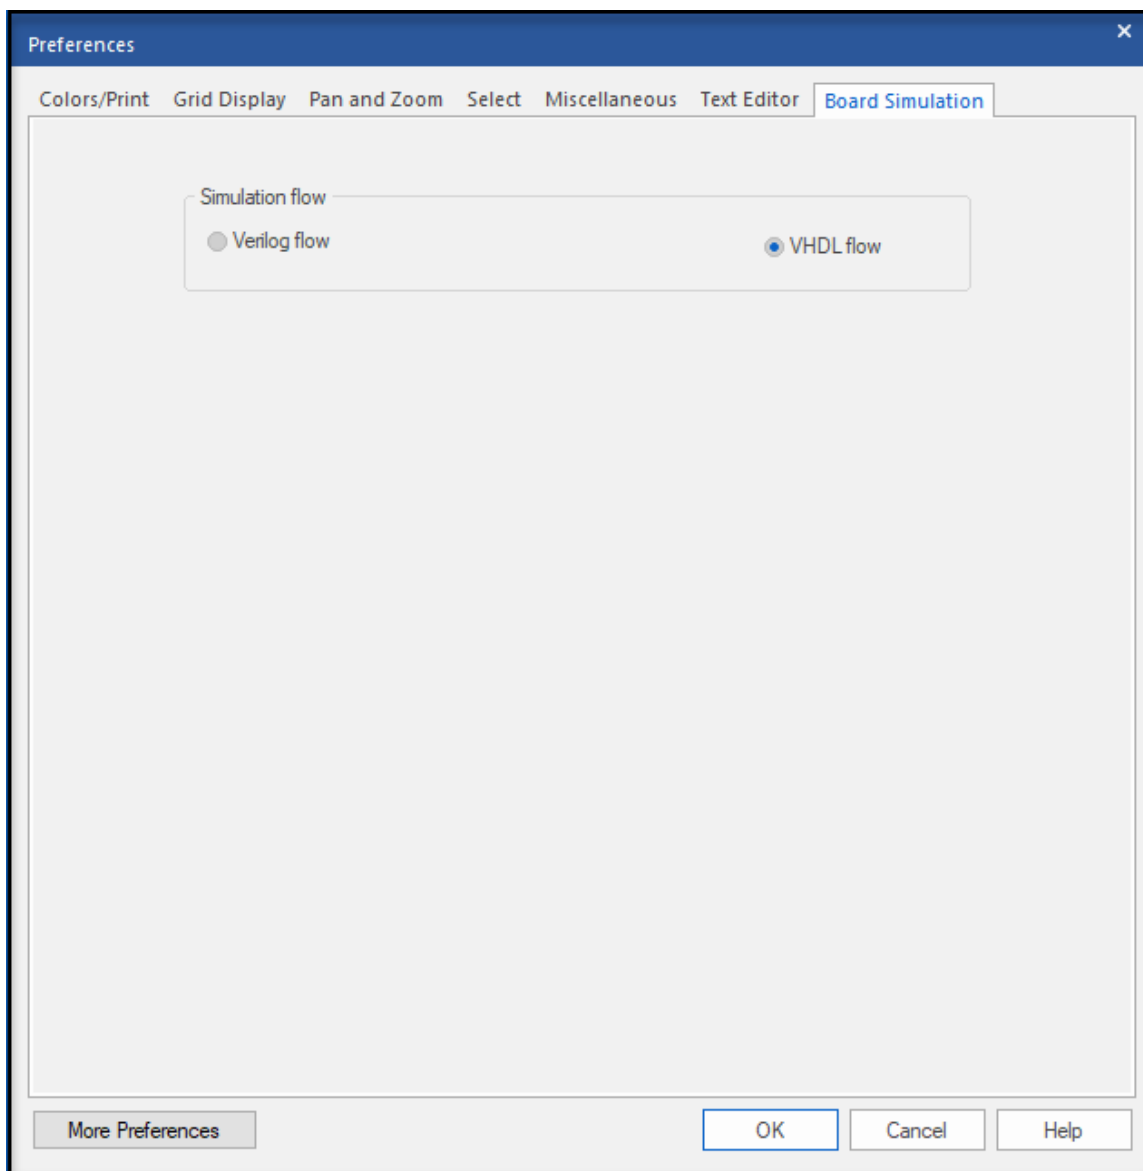 Preferences
Colors/Print Grid Display Pan and Zoom Select Miscellaneous Text Editor Board Simulation
Simulation flow
Verilog flow VHDL flow
More Preferences OK Cancel Help